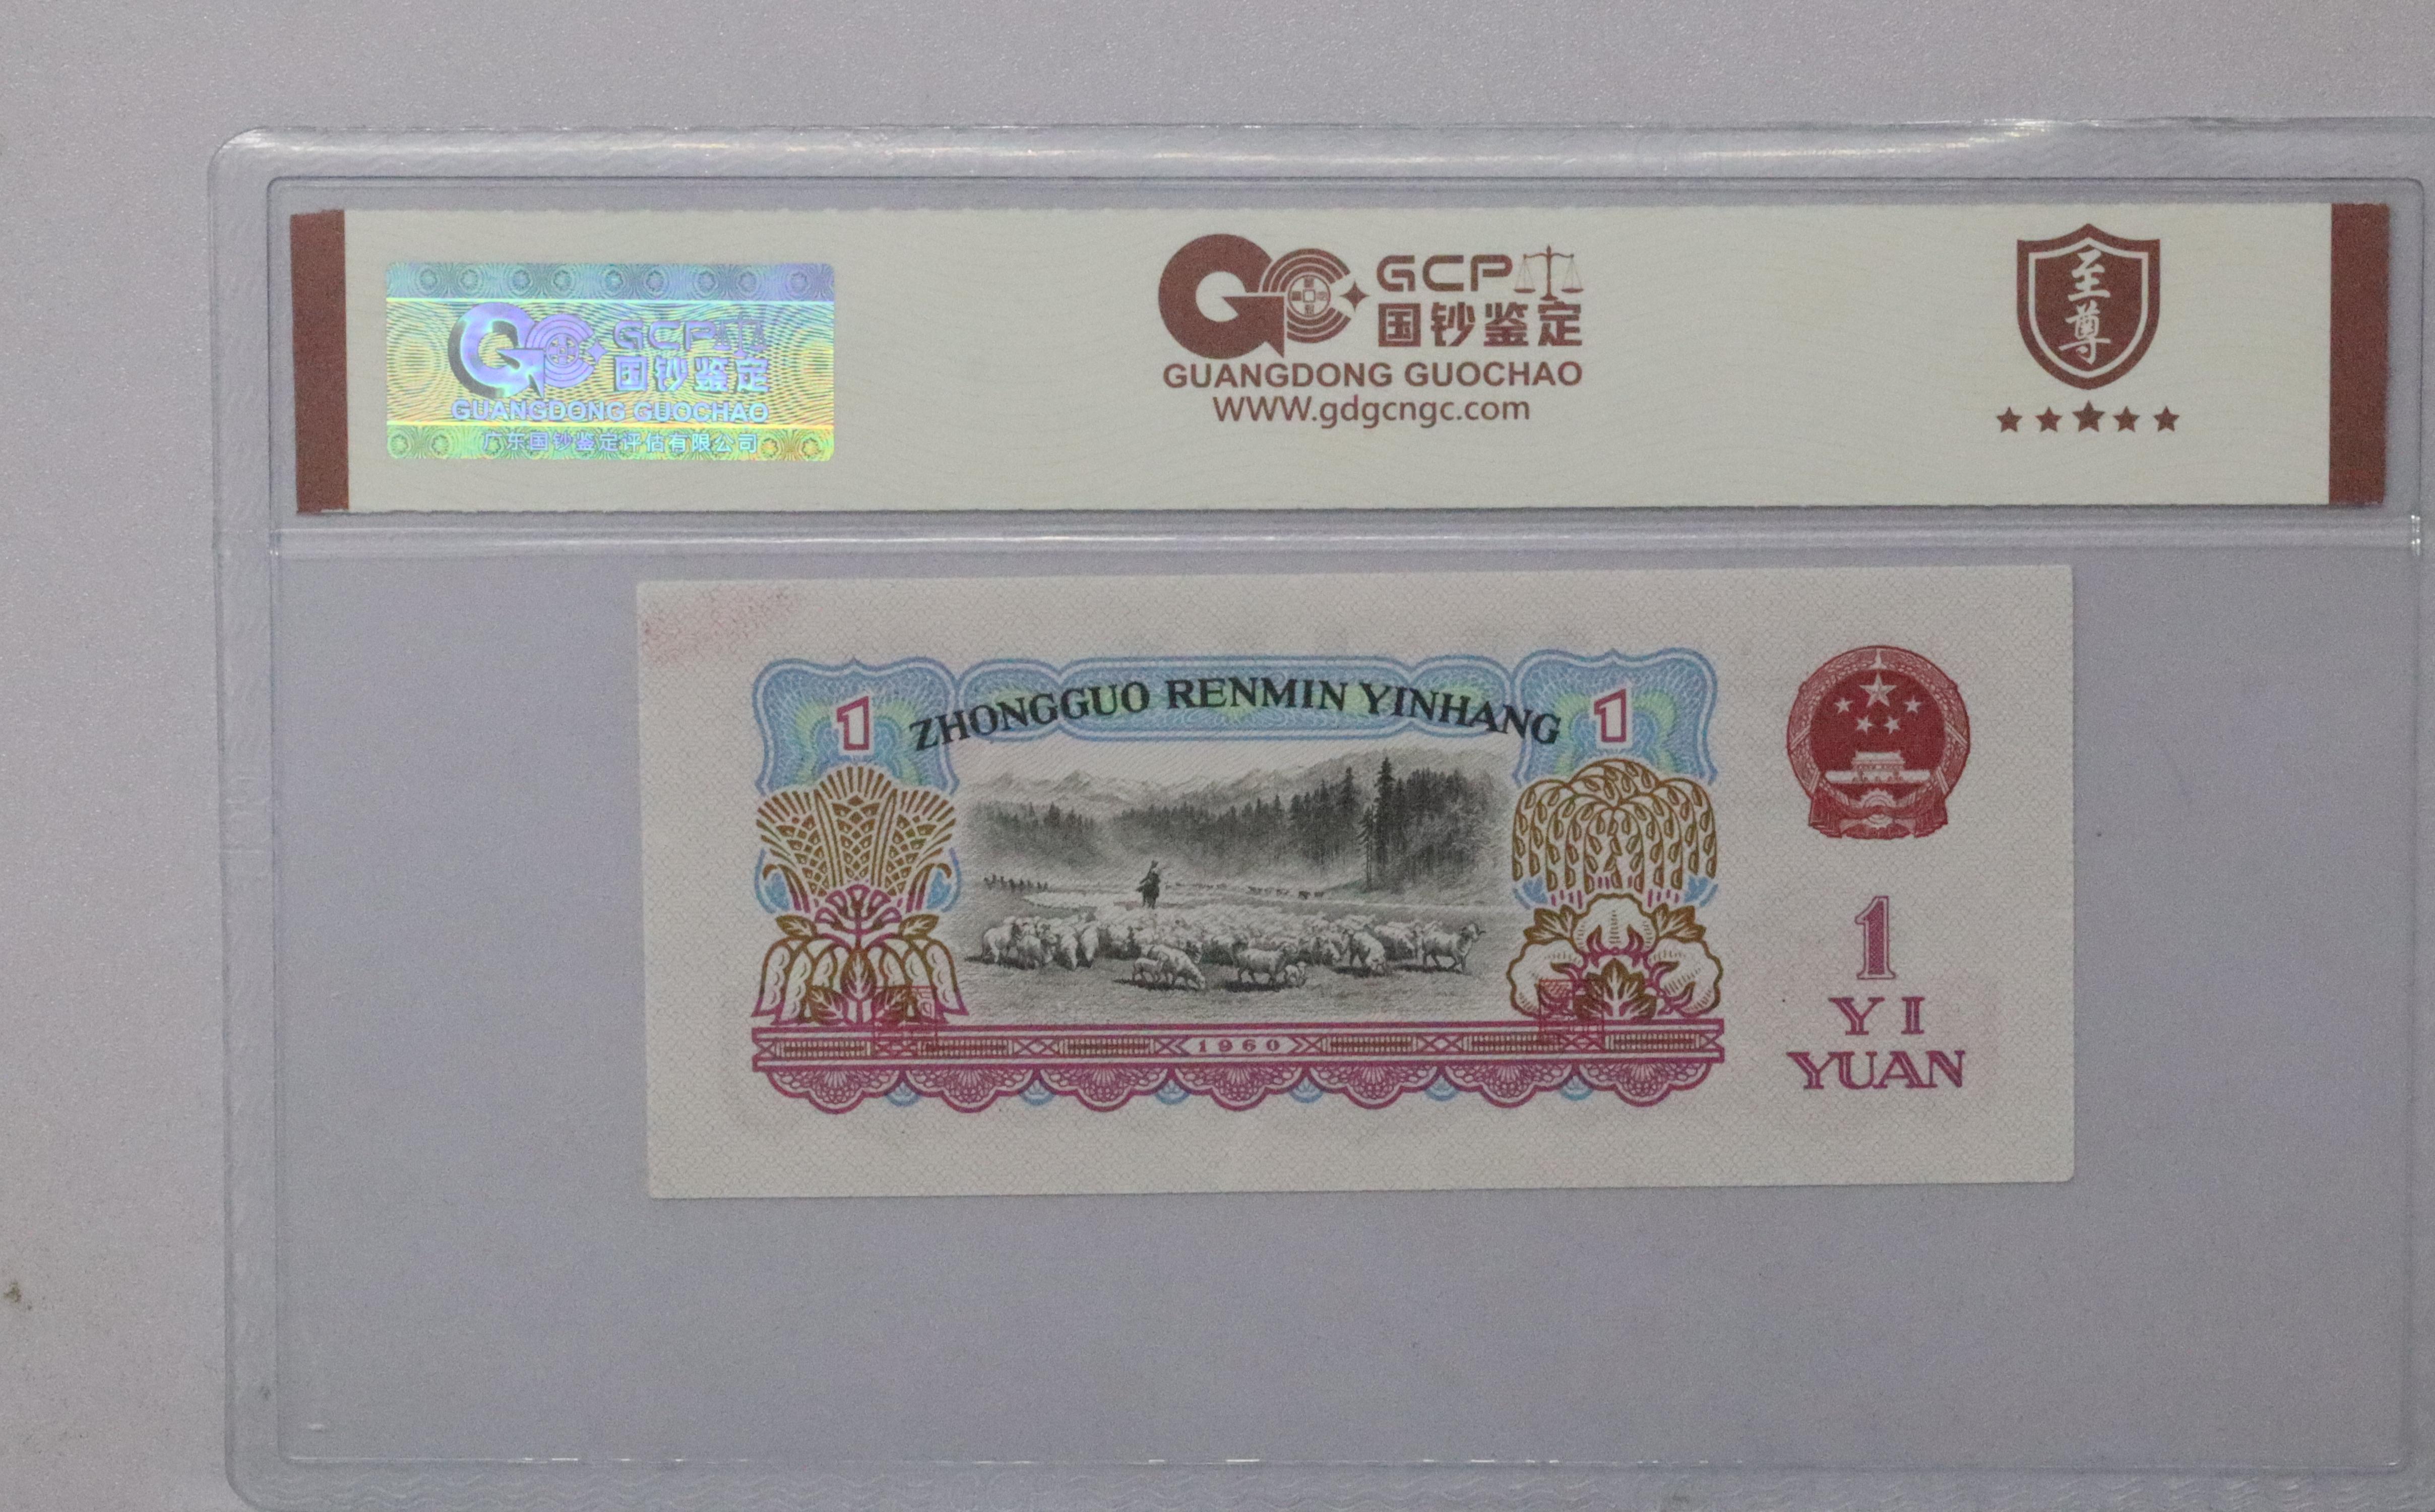 GCP
国钞鉴定
GUANGDONG GUOCHAO
广东国钞鉴定评估有限公司
GCP
国钞鉴定
GUANGDONG GUOCHAO
WWW.gdgcngc.com
至尊
1
ZHONGGUO RENMIN YINHANG
1
1960
1
YI
YUAN